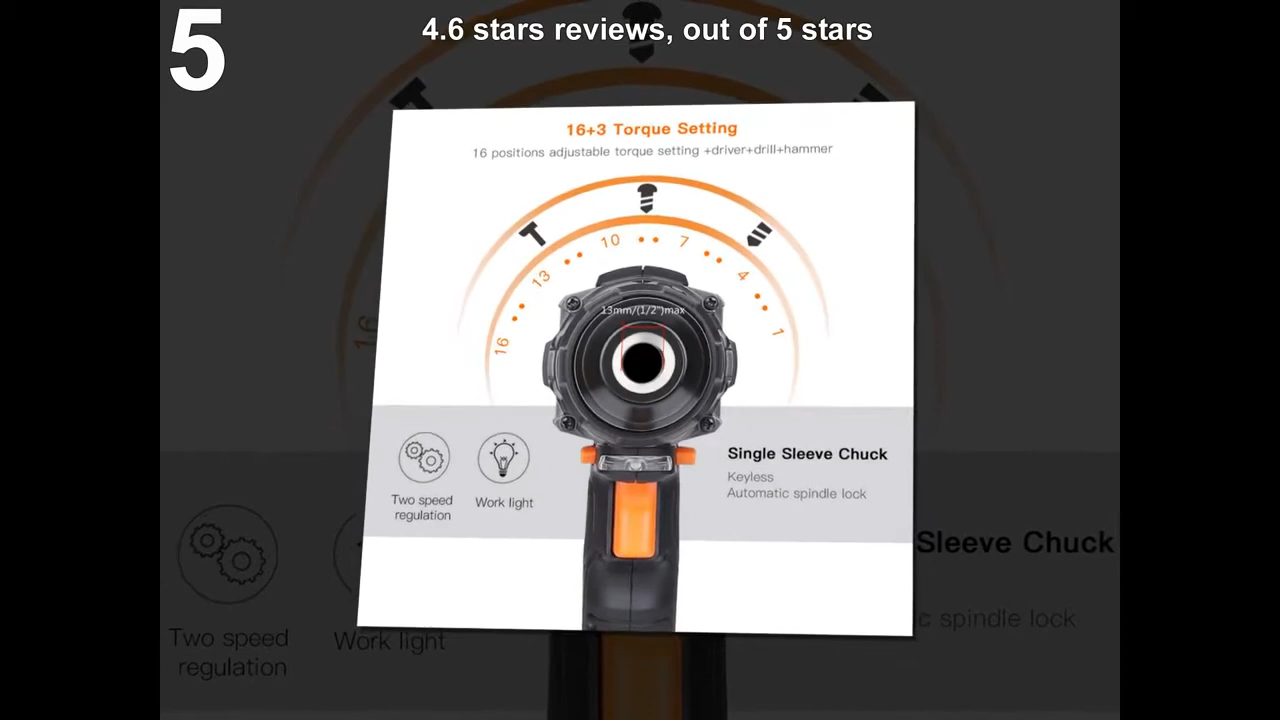 5
4.6 stars reviews, out of 5 stars
16+3 Torque Setting
16 positions adjustable torque setting +driver+drill+hammer
16 13 10 7 4 1
13mm/(1/2")max
Two speed
regulation
Work light
Single Sleeve Chuck
Keyless
Automatic spindle lock
16
Sleeve Chuck
c spindle lock
Two speed
regulation
Work light